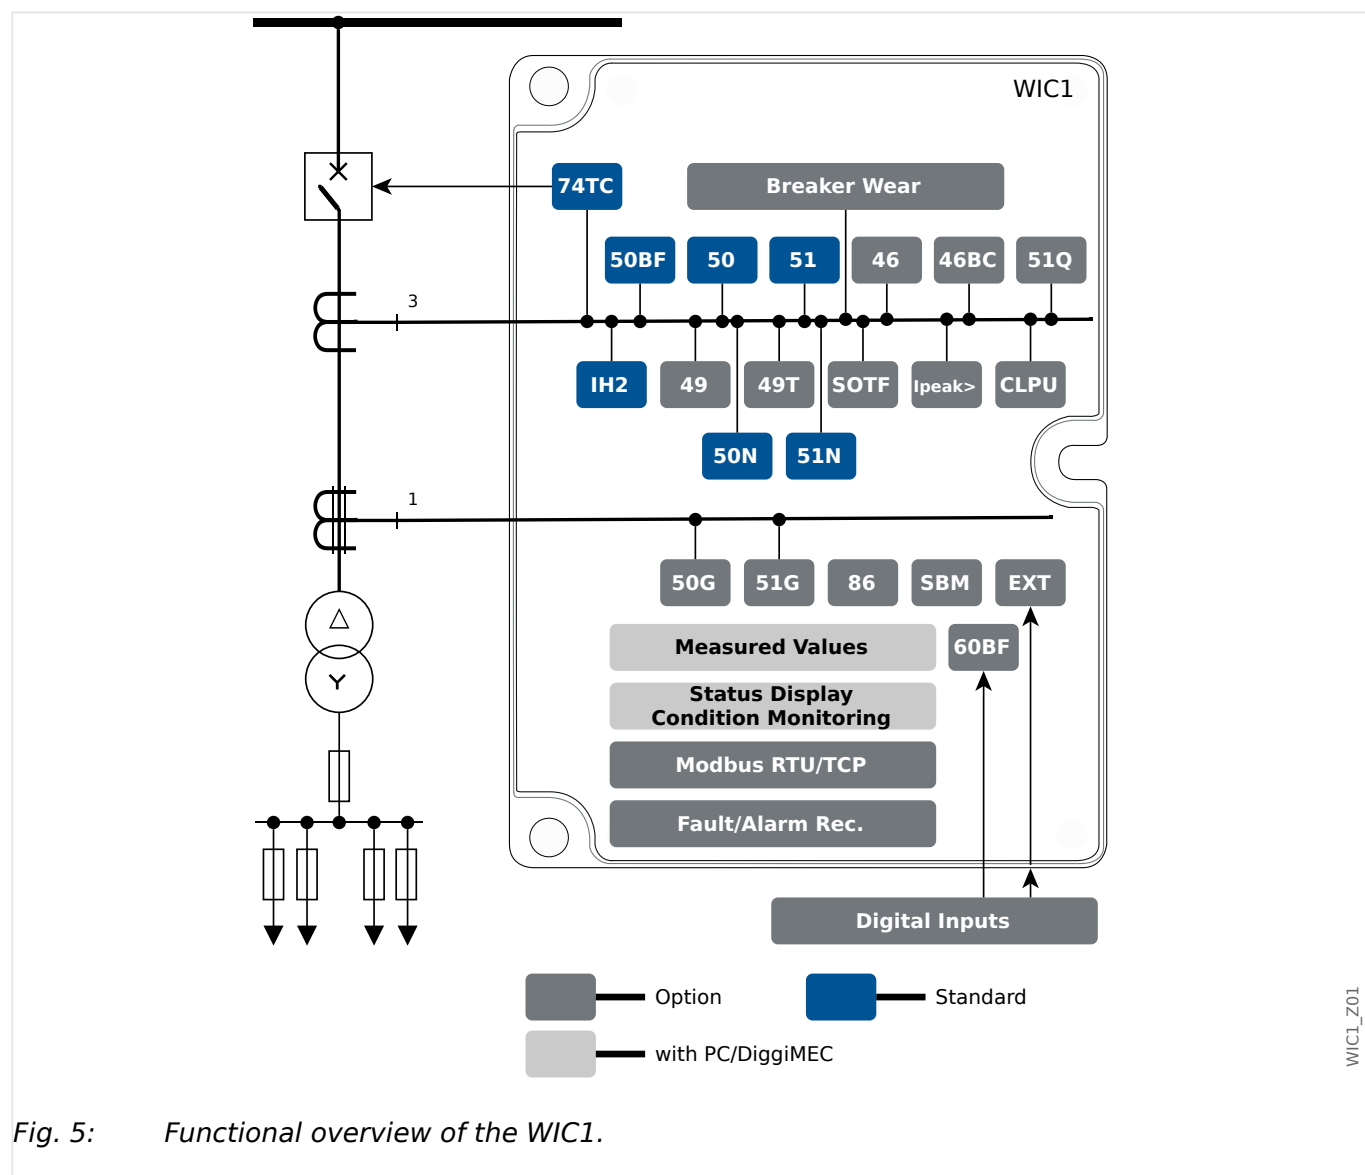 WIC1
74TC
Breaker Wear
50BF
50
51
46
46BC
51Q
3
IH2
49
49T
SOTF
Ipeak>
CLPU
50N
51N
1
50G
51G
86
SBM
EXT
Measured Values
60BF
Status Display
Condition Monitoring
Modbus RTU/TCP
Fault/Alarm Rec.
Digital Inputs
Option
Standard
with PC/DiggiMEC
WIC1_Z01
Fig. 5: Functional overview of the WIC1.